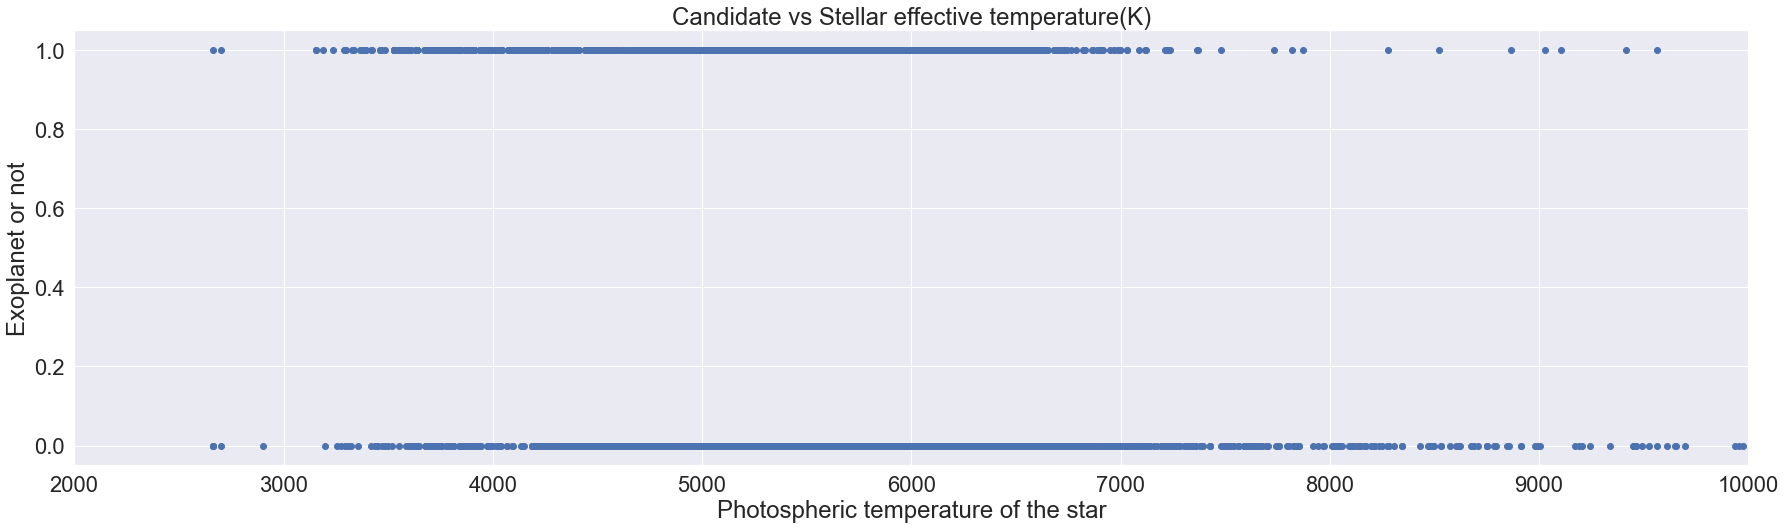 Candidate vs Stellar effective temperature(K)
Exoplanet or not
1.0
0.8
0.6
0.4
0.2
0.0
2000 3000 4000 5000 6000 7000 8000 9000 10000
Photospheric temperature of the star